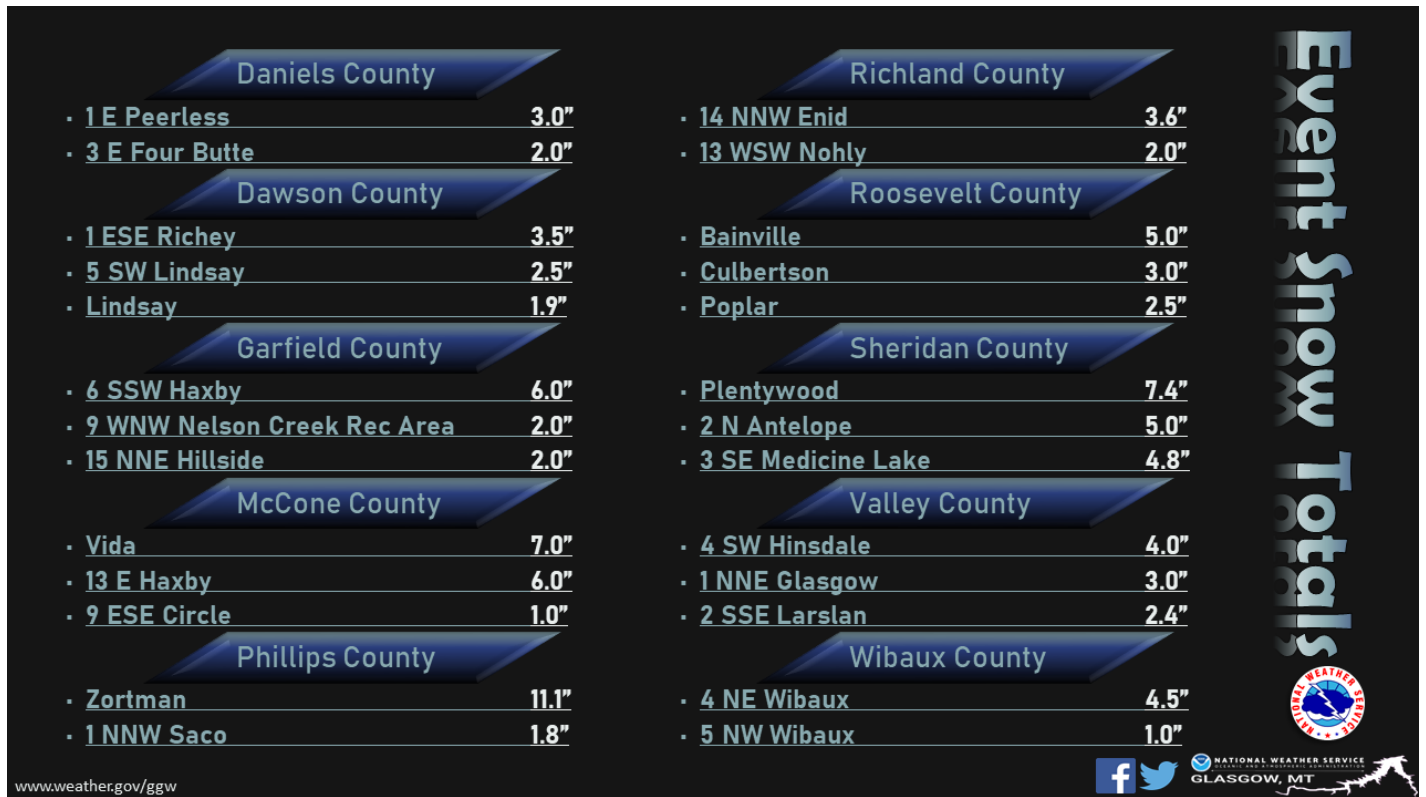 Daniels County
· 1 E Peerless 3.0”
· 3 E Four Butte 2.0”
Dawson County
· 1 ESE Richey 3.5”
· 5 SW Lindsay 2.5”
· Lindsay 1.9”
Garfield County
· 6 SSW Haxby 6.0”
· 9 WNW Nelson Creek Rec Area 2.0”
· 15 NNE Hillside 2.0”
McCone County
· Vida 7.0”
· 13 E Haxby 6.0”
· 9 ESE Circle 1.0”
Phillips County
· Zortman 11.1”
· 1 NNW Saco 1.8”
Richland County
· 14 NNW Enid 3.6”
· 13 WSW Nohly 2.0”
Roosevelt County
· Bainville 5.0”
· Culbertson 3.0”
· Poplar 2.5”
Sheridan County
· Plentywood 7.4”
· 2 N Antelope 5.0”
· 3 SE Medicine Lake 4.8”
Valley County
· 4 SW Hinsdale 4.0”
· 1 NNE Glasgow 3.0”
· 2 SSE Larslan 2.4”
Wibaux County
· 4 NE Wibaux 4.5”
· 5 NW Wibaux 1.0”
Event Snow Totals
NATIONAL WEATHER SERVICE
www.weather.gov/ggw
NATIONAL WEATHER SERVICE
OCEANIC AND ATMOSPHERIC ADMINISTRATION
GLASGOW, MT